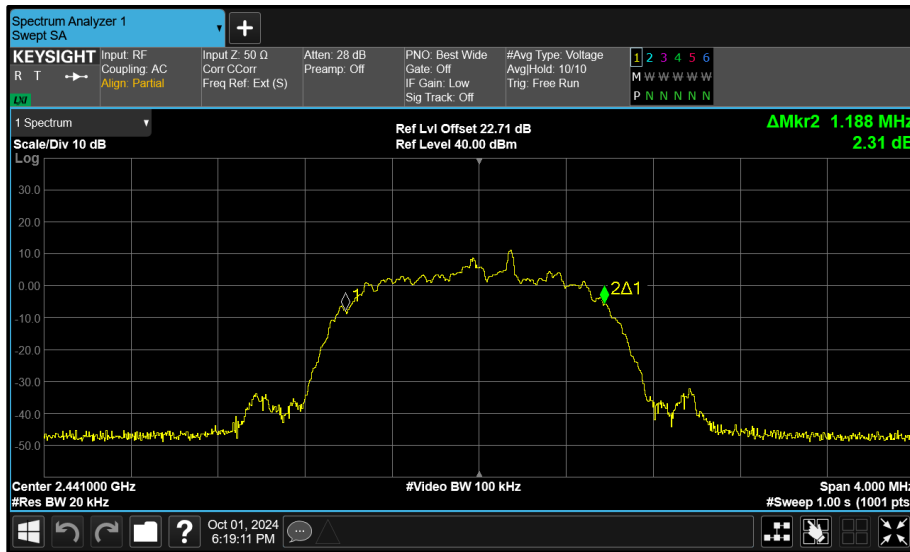 Spectrum Analyzer 1
Swept SA
KEYSIGHT
R T
LXI
Input: RF
Coupling: AC
Align: Partial
Input Z: 50 Ω
Corr CCorr
Freq Ref: Ext (S)
Atten: 28 dB
Preamp: Off
PNO: Best Wide
Gate: Off
IF Gain: Low
Sig Track: Off
#Avg Type: Voltage
Avg|Hold: 10/10
Trig: Free Run
1 2 3 4 5 6
M W W W W W
P N N N N N
1 Spectrum
Scale/Div 10 dB
Log
Ref Lvl Offset 22.71 dB
Ref Level 40.00 dBm
ΔMkr2 1.188 MHz
2.31 dB
30.0
20.0
10.0
0.00
-10.0
-20.0
-30.0
-40.0
-50.0
1
2Δ1
Center 2.441000 GHz
#Res BW 20 kHz
#Video BW 100 kHz
Span 4.000 MHz
#Sweep 1.00 s (1001 pts
?
Oct 01, 2024
6:19:11 PM